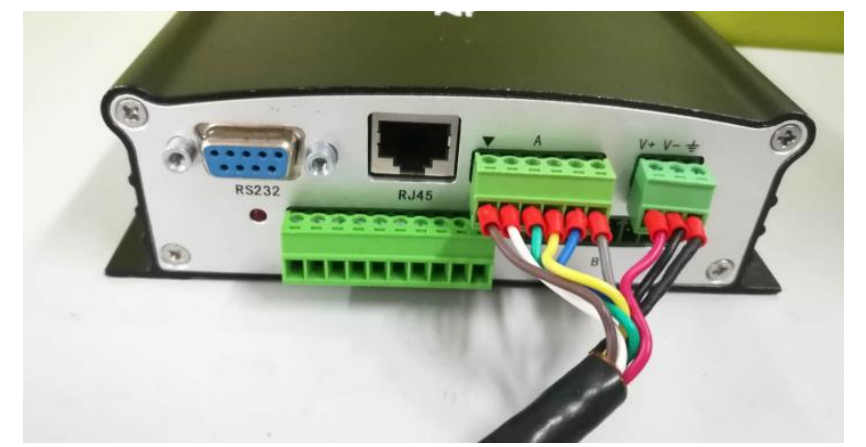 A
V+ V- ⏚
RS232
RJ45
B